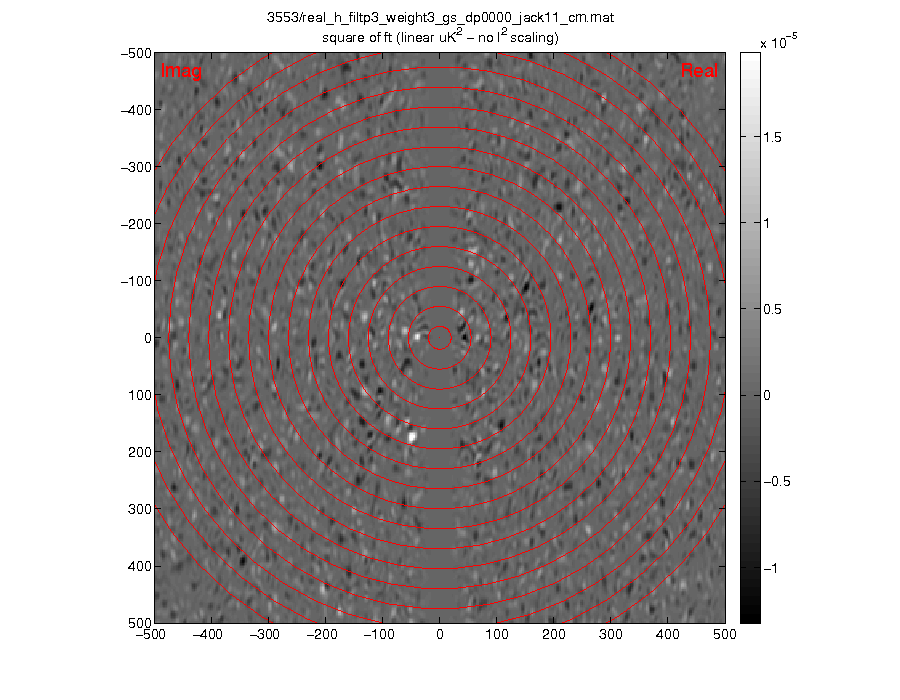 3553/real_h_filtp3_weight3_gs_dp0000_jack11_cm.mat
square of ft (linear uK² – no l² scaling)
x 10⁻⁵
Imag
Real
−500
−400
−300
−200
−100
0
100
200
300
400
500
−500 −400 −300 −200 −100 0 100 200 300 400 500
1.5
1
0.5
0
−0.5
−1